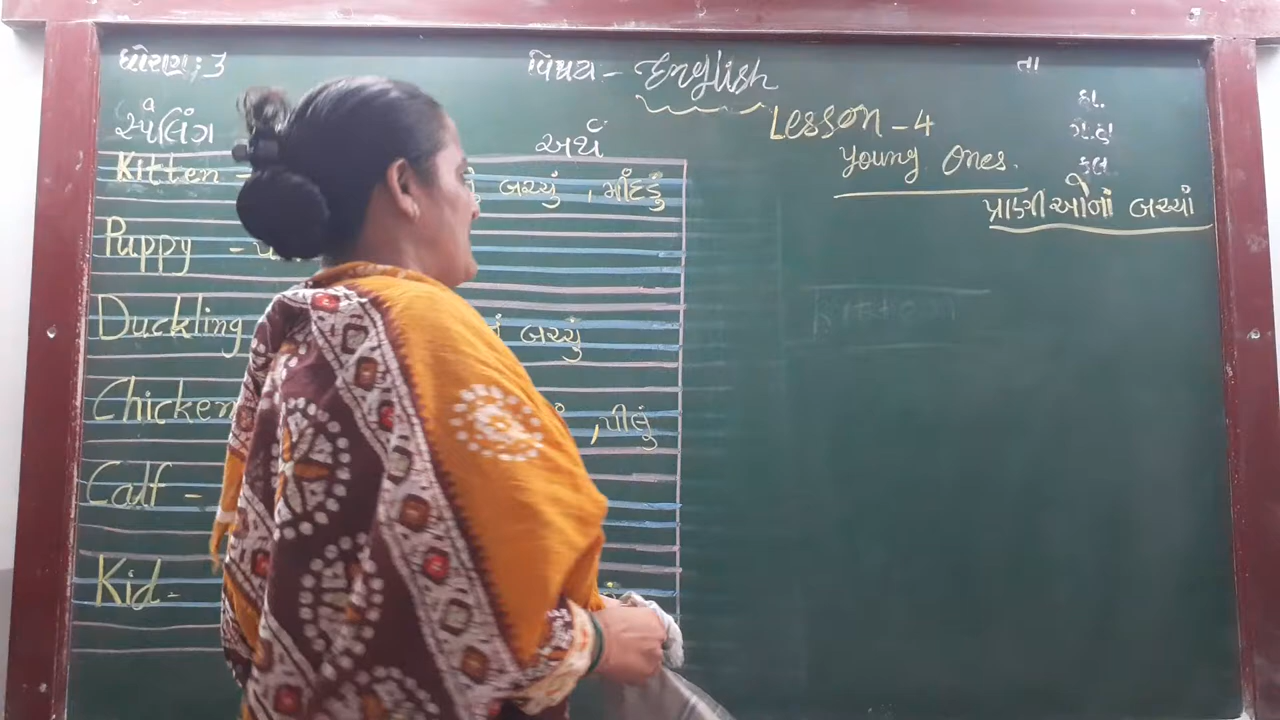 ધોરણ : 3 વિષય - English તા
હા.
ગે.હા
કુલ
Lesson - 4
Young Ones.
પ્રાણીઓનાં બચ્ચાં
સ્પેલિંગ અર્થ
Kitten - બચ્ચું , માંદડું
Puppy -
Duckling બચ્ચું
Chicken , પીલું
Calf -
Kid -